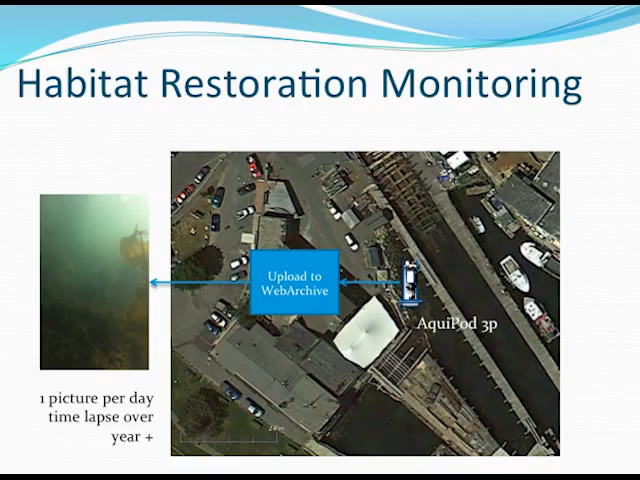 Habitat Restoration Monitoring
Upload to
WebArchive
AquiPod 3p
1 picture per day
time lapse over
year +